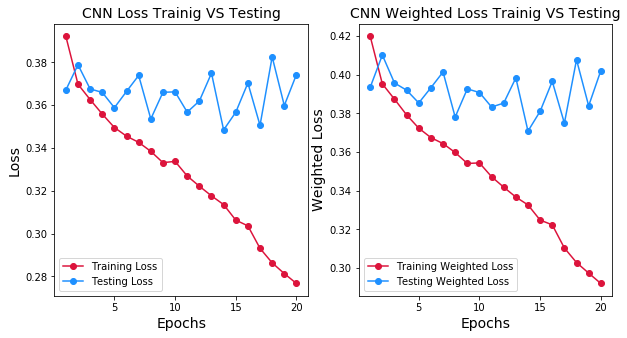 CNN Loss Trainig VS Testing
Loss
0.38
0.36
0.34
0.32
0.30
0.28
Training Loss
Testing Loss
5
10
15
20
Epochs
CNN Weighted Loss Trainig VS Testing
Weighted Loss
0.42
0.40
0.38
0.36
0.34
0.32
0.30
Training Weighted Loss
Testing Weighted Loss
5
10
15
20
Epochs